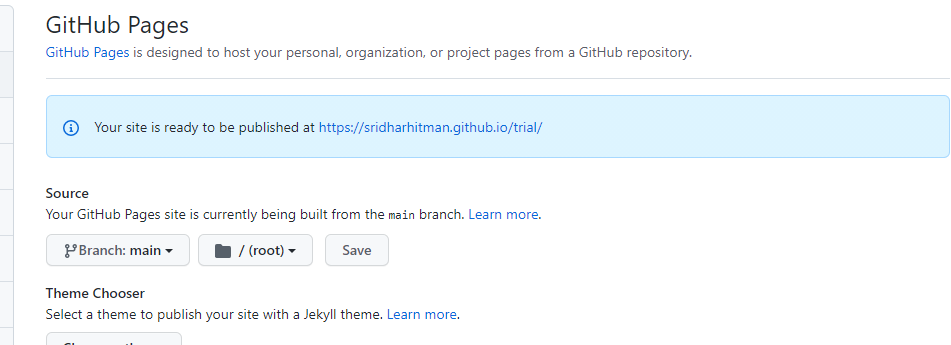 GitHub Pages
GitHub Pages is designed to host your personal, organization, or project pages from a GitHub repository.
Your site is ready to be published at https://sridharhitman.github.io/trial/
Source
Your GitHub Pages site is currently being built from the main branch. Learn more.
Branch: main / (root) Save
Theme Chooser
Select a theme to publish your site with a Jekyll theme. Learn more.